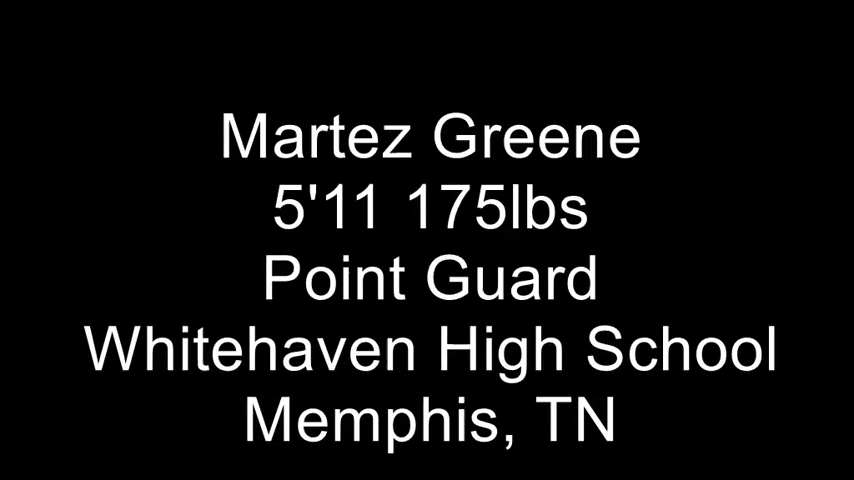 Martez Greene
5'11 175lbs
Point Guard
Whitehaven High School
Memphis, TN